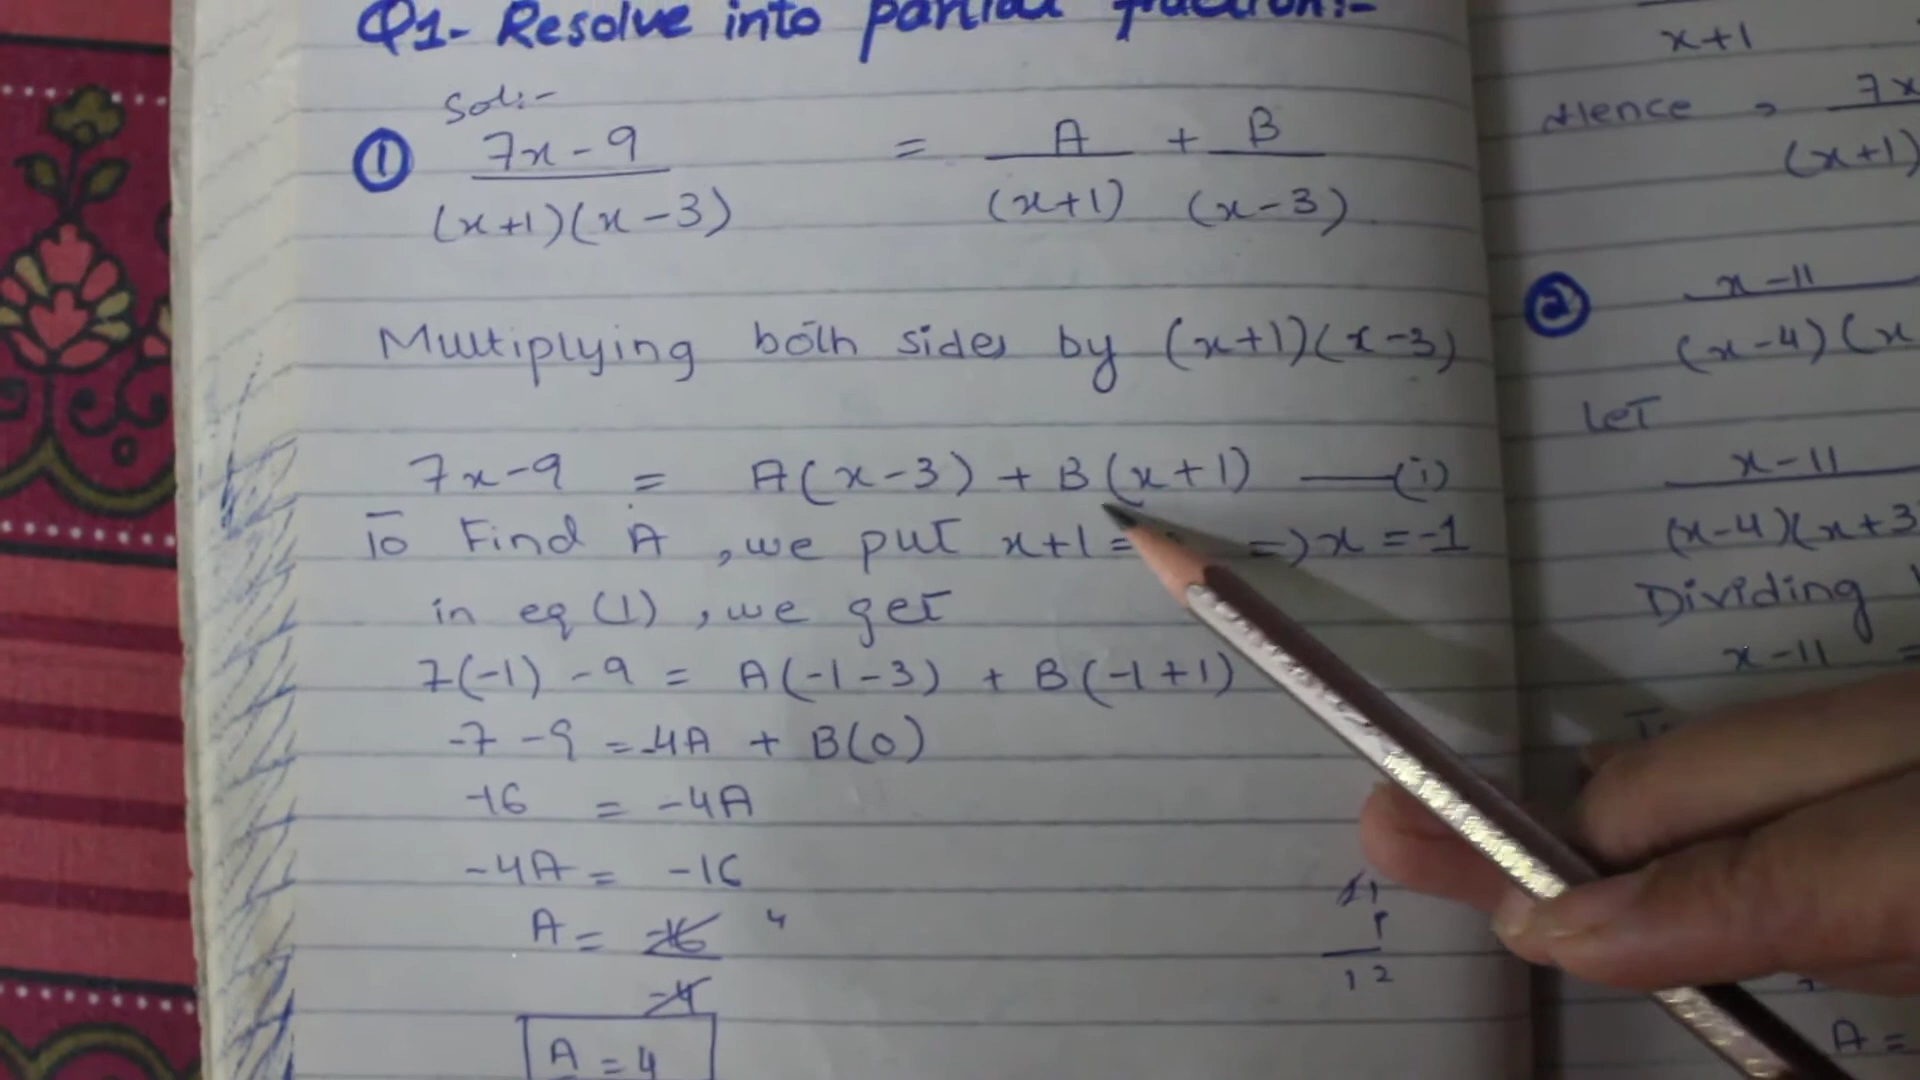 Q1- Resolve into partial fraction:-
Sol:-
① 7x-9 = A + B
(x+1)(x-3) (x+1) (x-3)
Multiplying both sides by (x+1)(x-3)
7x-9 = A(x-3) + B(x+1) —(i)
To Find A , we put x+1= => x = -1
in eq (1) , we get
7(-1) -9 = A(-1-3) + B(-1+1)
-7 -9 = -4A + B(0)
-16 = -4A
-4A = -16
A = -16 4
-4
A = 4
12
x+1
Hence , 7x
(x+1)
② x-11
(x-4)(x
Let
x-11
(x-4)(x+3
Dividing
x-11 =
A =